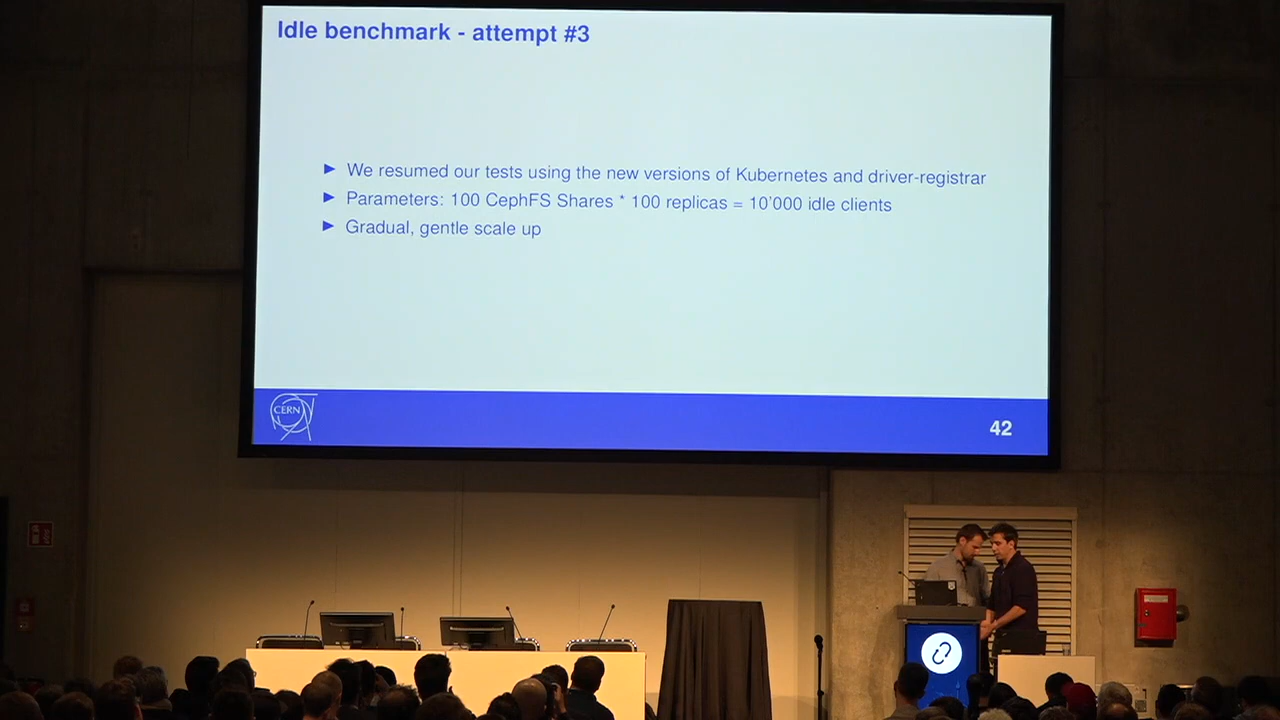 Idle benchmark - attempt #3
► We resumed our tests using the new versions of Kubernetes and driver-registrar
► Parameters: 100 CephFS Shares * 100 replicas = 10'000 idle clients
► Gradual, gentle scale up
CERN
42